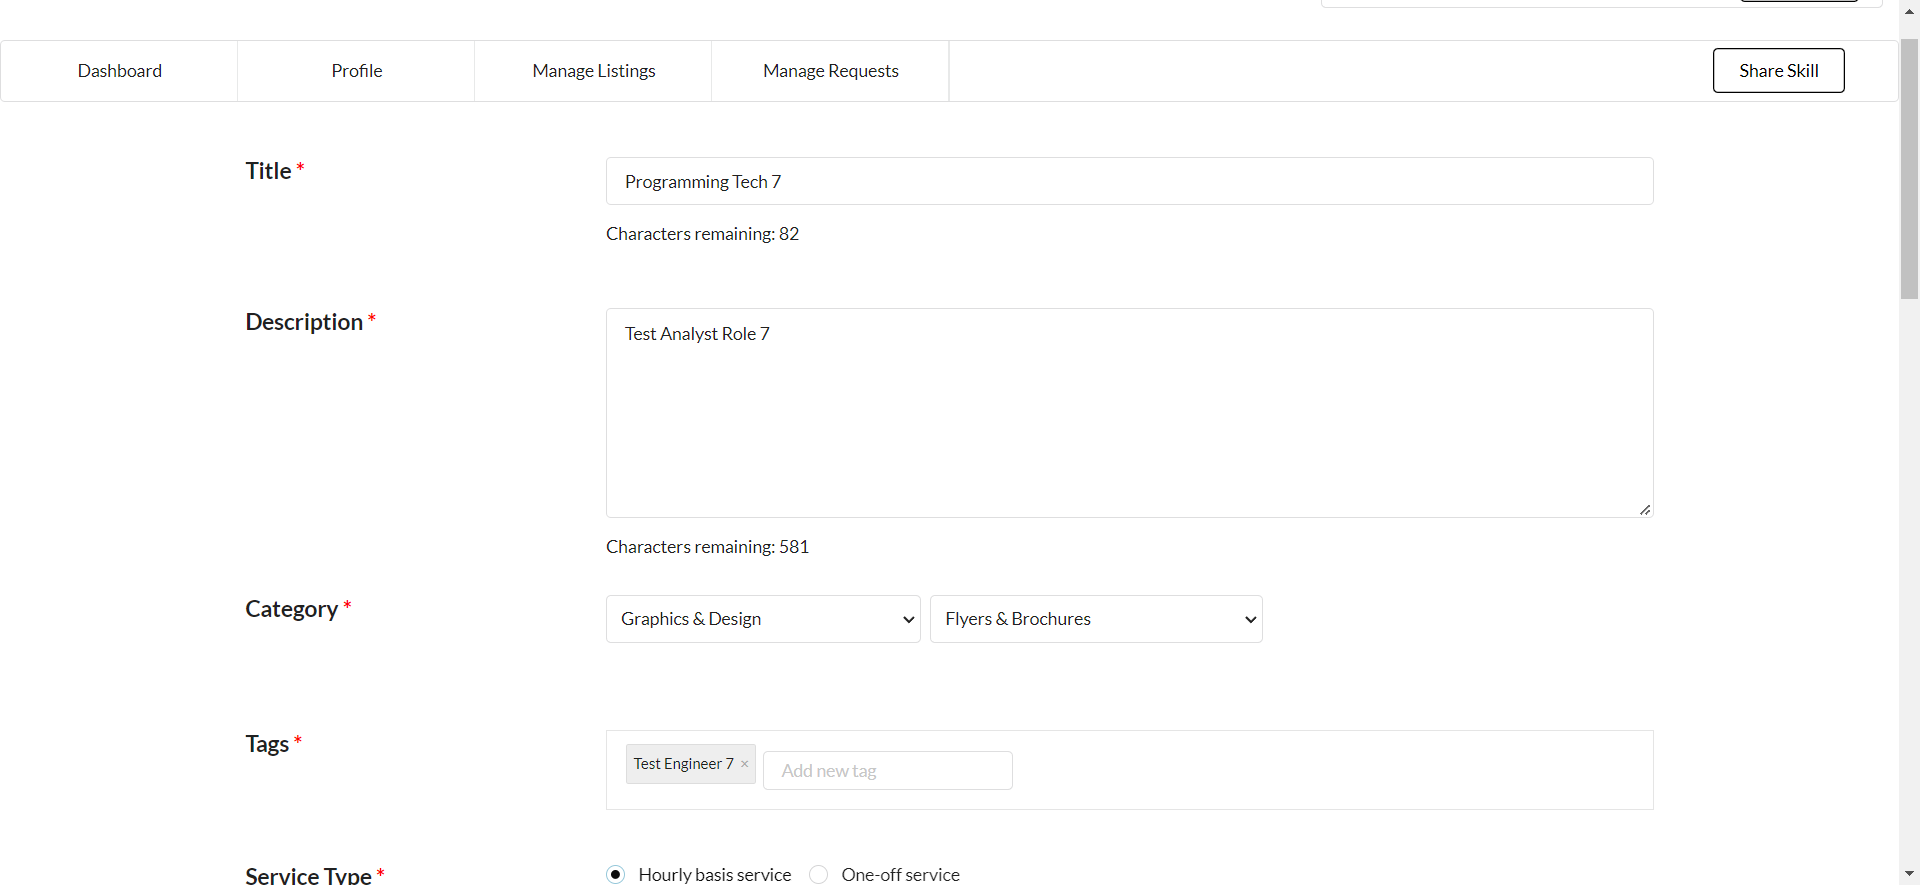 Dashboard Profile Manage Listings Manage Requests Share Skill
Title *
Programming Tech 7
Characters remaining: 82
Description *
Test Analyst Role 7
Characters remaining: 581
Category *
Graphics & Design Flyers & Brochures
Tags *
Test Engineer 7 × Add new tag
Service Type * Hourly basis service One-off service